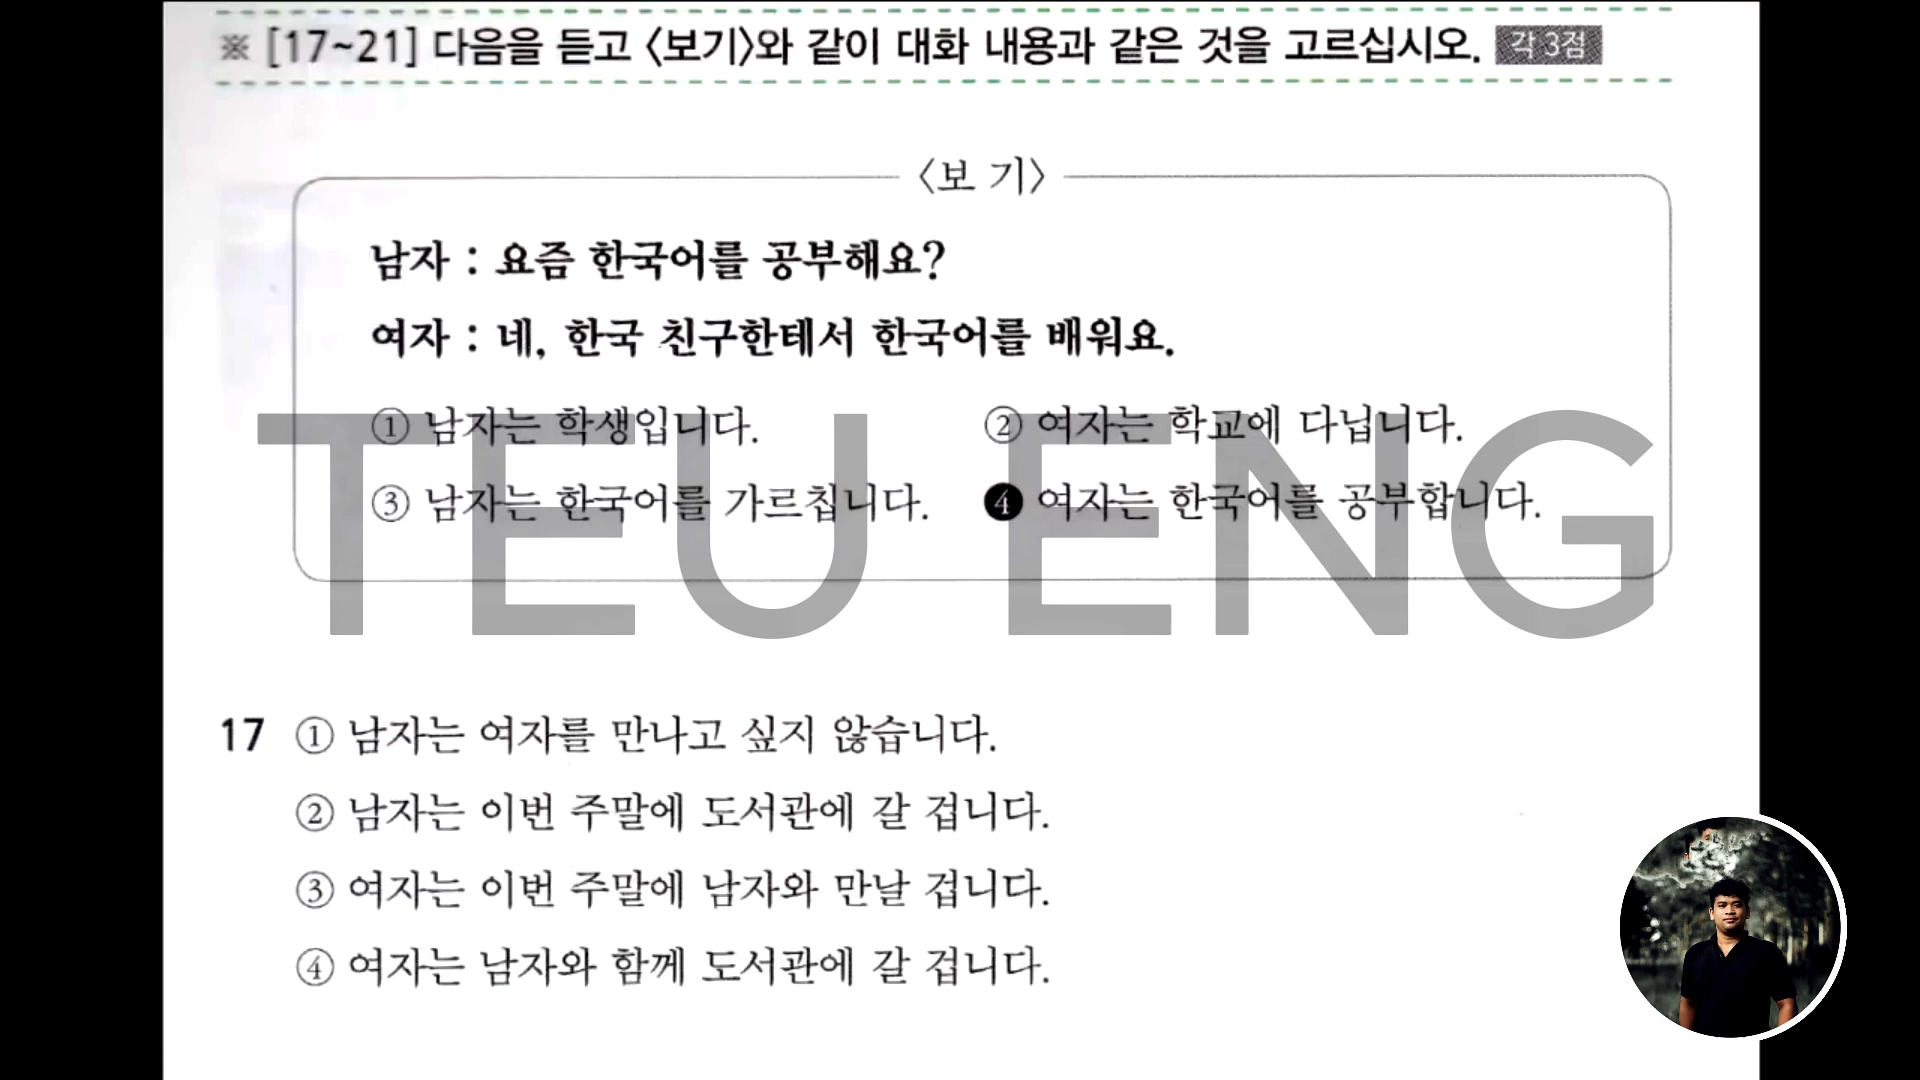 ※ [17~21] 다음을 듣고 〈보기〉와 같이 대화 내용과 같은 것을 고르십시오. 각 3점
〈보 기〉
남자 : 요즘 한국어를 공부해요?
여자 : 네, 한국 친구한테서 한국어를 배워요.
① 남자는 학생입니다. ② 여자는 학교에 다닙니다.
③ 남자는 한국어를 가르칩니다. ❹ 여자는 한국어를 공부합니다.
TEU ENG
17 ① 남자는 여자를 만나고 싶지 않습니다.
② 남자는 이번 주말에 도서관에 갈 겁니다.
③ 여자는 이번 주말에 남자와 만날 겁니다.
④ 여자는 남자와 함께 도서관에 갈 겁니다.